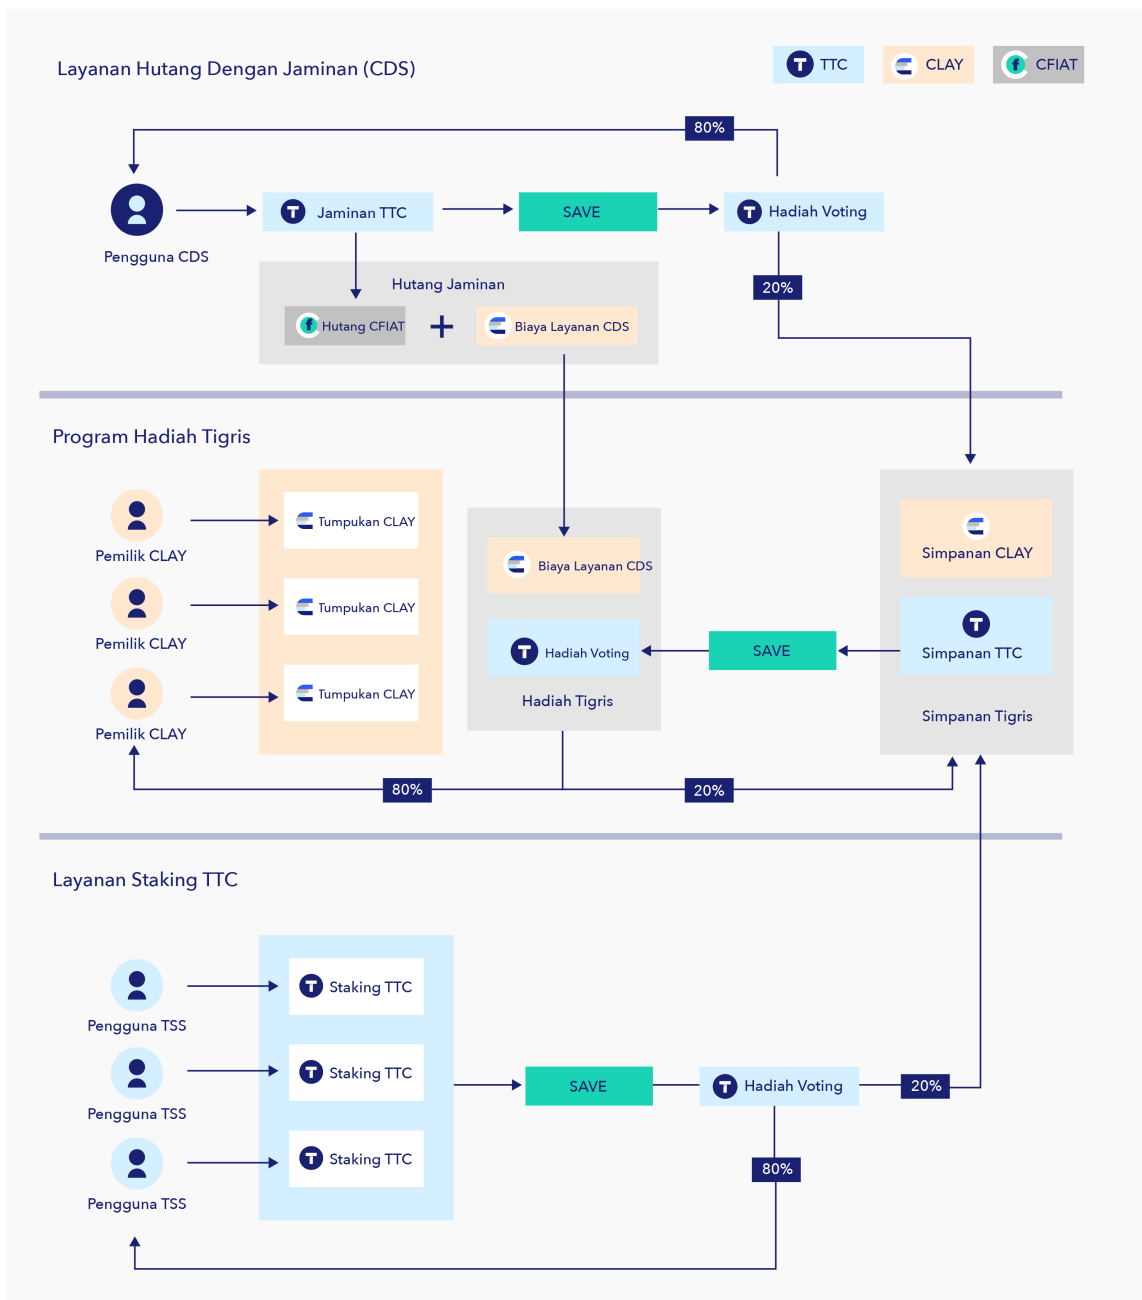 Layanan Hutang Dengan Jaminan (CDS)
TTC
CLAY
CFIAT
80%
Jaminan TTC
SAVE
Hadiah Voting
Pengguna CDS
20%
Hutang Jaminan
Hutang CFIAT
+
Biaya Layanan CDS
Program Hadiah Tigris
Pemilik CLAY
Tumpukan CLAY
Pemilik CLAY
Tumpukan CLAY
Pemilik CLAY
Tumpukan CLAY
Biaya Layanan CDS
Hadiah Voting
Hadiah Tigris
SAVE
Simpanan CLAY
Simpanan TTC
Simpanan Tigris
80%
20%
Layanan Staking TTC
Pengguna TSS
Staking TTC
Pengguna TSS
Staking TTC
Pengguna TSS
Staking TTC
SAVE
Hadiah Voting
20%
80%